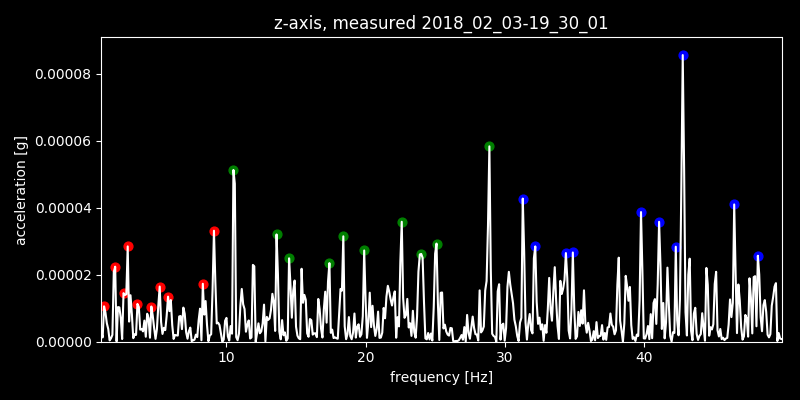 z-axis, measured 2018_02_03-19_30_01
0.00008
0.00006
0.00004
0.00002
0.00000
acceleration [g]
10 20 30 40
frequency [Hz]